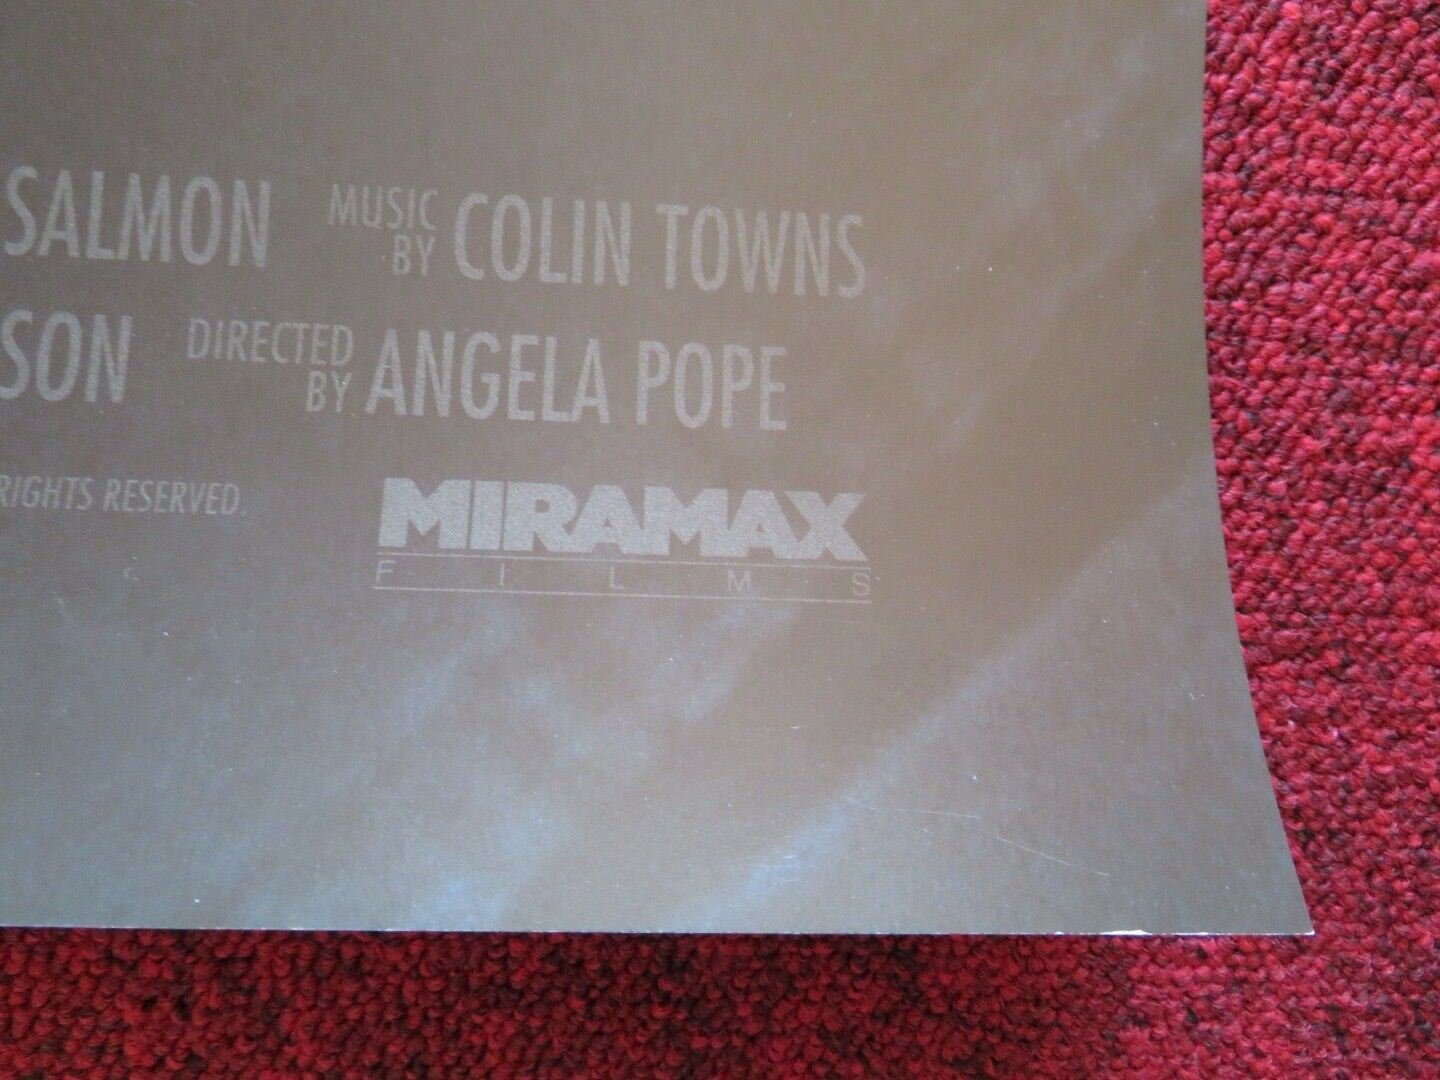 SALMON MUSIC BY COLIN TOWNS
SON DIRECTED BY ANGELA POPE
RIGHTS RESERVED.
MIRAMAX
FILMS